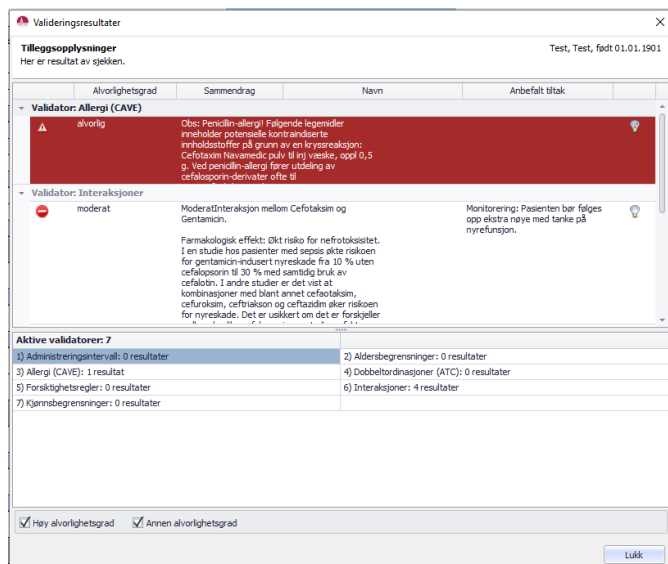 Valideringsresultater
Tilleggsopplysninger
Test, Test, født 01.01.1901
Her er resultat av sjekken.
Alvorlighetsgrad Sammendrag Navn Anbefalt tiltak
Validator: Allergi (CAVE)
alvorlig
Obs: Penicillin-allergi! Følgende legemidler
inneholder potensielle kontraindiserte
innholdsstoffer på grunn av en kryssreaksjon:
Cefotaxim Navamedic pulv til inj væske, oppl 0,5
g. Ved penicillin-allergi fører utdeling av
cefalosporin-derivater ofte til
Validator: Interaksjoner
moderat
ModeratInteraksjon mellom Cefotaksim og
Gentamicin.
Farmakologisk effekt: Økt risiko for nefrotoksisitet.
I en studie hos pasienter med sepsis økte risikoen
for gentamicin-indusert nyreskade fra 10 % uten
cefalopsorin til 30 % med samtidig bruk av
cefalotin. I andre studier er det vist at
kombinasjoner med blant annet cefaotaksim,
cefuroksim, ceftriakson og ceftazidim øker risikoen
for nyreskade. Det er usikkert om det er forskjeller
Monitorering: Pasienten bør følges
opp ekstra nøye med tanke på
nyrefunsjon.
Aktive validatorer: 7
1) Administreringsintervall: 0 resultater
2) Aldersbegrensninger: 0 resultater
3) Allergi (CAVE): 1 resultat
4) Dobbeltordinasjoner (ATC): 0 resultater
5) Forsiktighetsregler: 0 resultater
6) Interaksjoner: 4 resultater
7) Kjønnsbegrensninger: 0 resultater
Høy alvorlighetsgrad Annen alvorlighetsgrad
Lukk